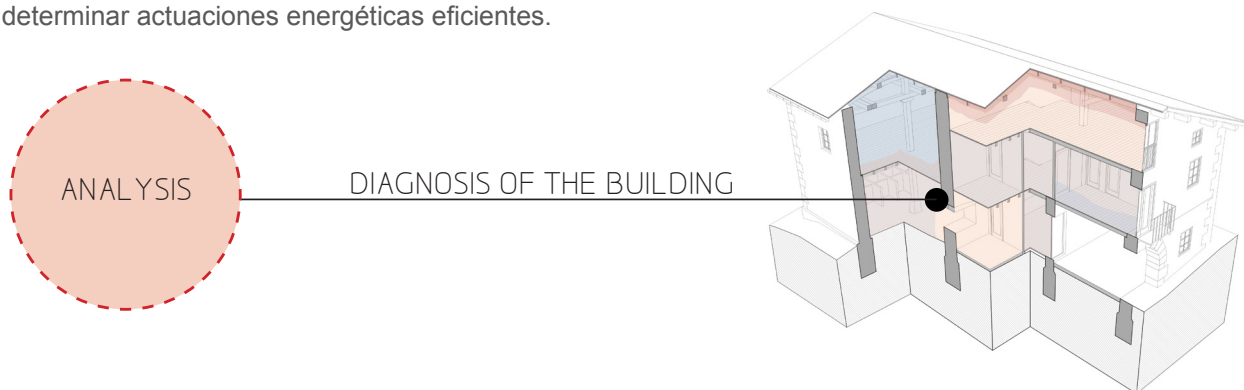 determinar actuaciones energéticas eficientes.
ANALYSIS
DIAGNOSIS OF THE BUILDING